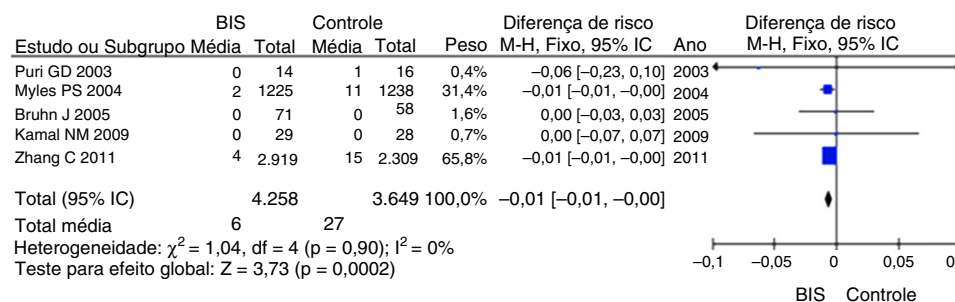 BIS Controle Diferença de risco Diferença de risco
Estudo ou Subgrupo Média Total Média Total Peso M-H, Fixo, 95% IC Ano M-H, Fixo, 95% IC
Puri GD 2003 0 14 1 16 0,4% −0,06 [−0,23, 0,10] 2003
Myles PS 2004 2 1225 11 1238 31,4% −0,01 [−0,01, −0,00] 2004
Bruhn J 2005 0 71 0 58 1,6% 0,00 [−0,03, 0,03] 2005
Kamal NM 2009 0 29 0 28 0,7% 0,00 [−0,07, 0,07] 2009
Zhang C 2011 4 2.919 15 2.309 65,8% −0,01 [−0,01, −0,00] 2011
Total (95% IC) 4.258 3.649 100,0% −0,01 [−0,01, −0,00]
Total média 6 27
Heterogeneidade: χ² = 1,04, df = 4 (p = 0,90); I² = 0%
Teste para efeito global: Z = 3,73 (p = 0,0002)
−0,1 −0,05 0 0,05
BIS Controle